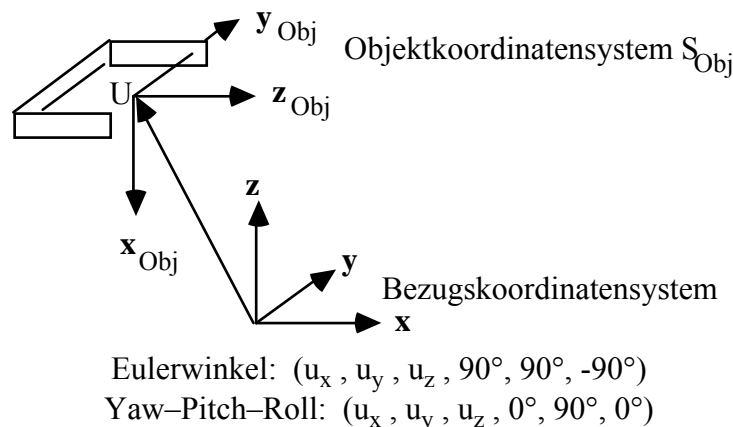 y Obj
Objektkoordinatensystem S Obj
U
z Obj
x Obj
z
y
Bezugskoordinatensystem
x
Eulerwinkel: (ux , uy , uz , 90°, 90°, -90°)
Yaw–Pitch–Roll: (ux , uy , uz , 0°, 90°, 0°)